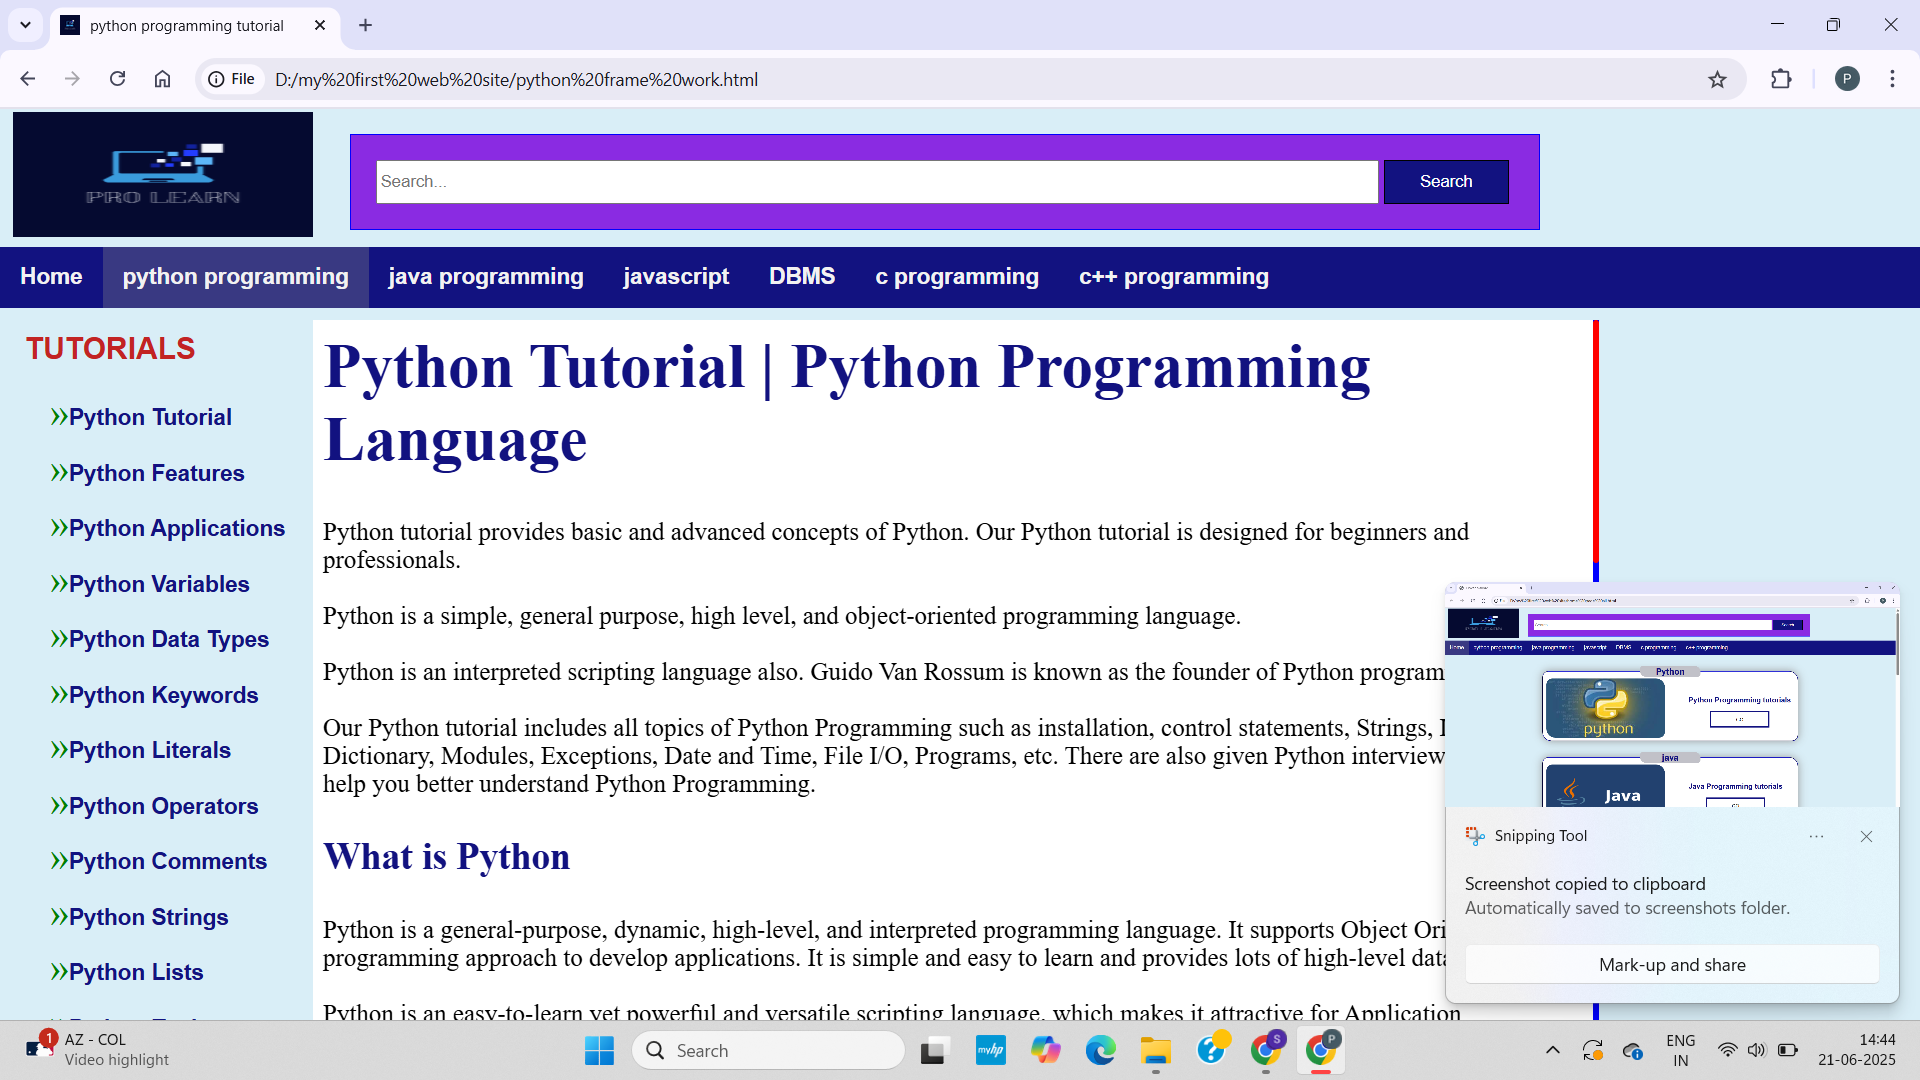 python programming tutorial
File
D:/my%20first%20web%20site/python%20frame%20work.html
P
PRO LEARN
Search...
Search
Home
python programming
java programming
javascript
DBMS
c programming
c++ programming
TUTORIALS
»Python Tutorial
»Python Features
»Python Applications
»Python Variables
»Python Data Types
»Python Keywords
»Python Literals
»Python Operators
»Python Comments
»Python Strings
»Python Lists
Python Tutorial | Python Programming
Language
Python tutorial provides basic and advanced concepts of Python. Our Python tutorial is designed for beginners and
professionals.
Python is a simple, general purpose, high level, and object-oriented programming language.
Python is an interpreted scripting language also. Guido Van Rossum is known as the founder of Python program
Our Python tutorial includes all topics of Python Programming such as installation, control statements, Strings,
Dictionary, Modules, Exceptions, Date and Time, File I/O, Programs, etc. There are also given Python interview
help you better understand Python Programming.
What is Python
Python is a general-purpose, dynamic, high-level, and interpreted programming language. It supports Object Ori
programming approach to develop applications. It is simple and easy to learn and provides lots of high-level data
Python is an easy-to-learn yet powerful and versatile scripting language, which makes it attractive for Application
Home
python programming
java programming
javascript
DBMS
c programming
c++ programming
Python
python
Python Programming tutorials
java
Java
Java Programming tutorials
Snipping Tool
Screenshot copied to clipboard
Automatically saved to screenshots folder.
Mark-up and share
1
AZ - COL
Video highlight
Search
myhp
S
P
ENG
IN
14:44
21-06-2025